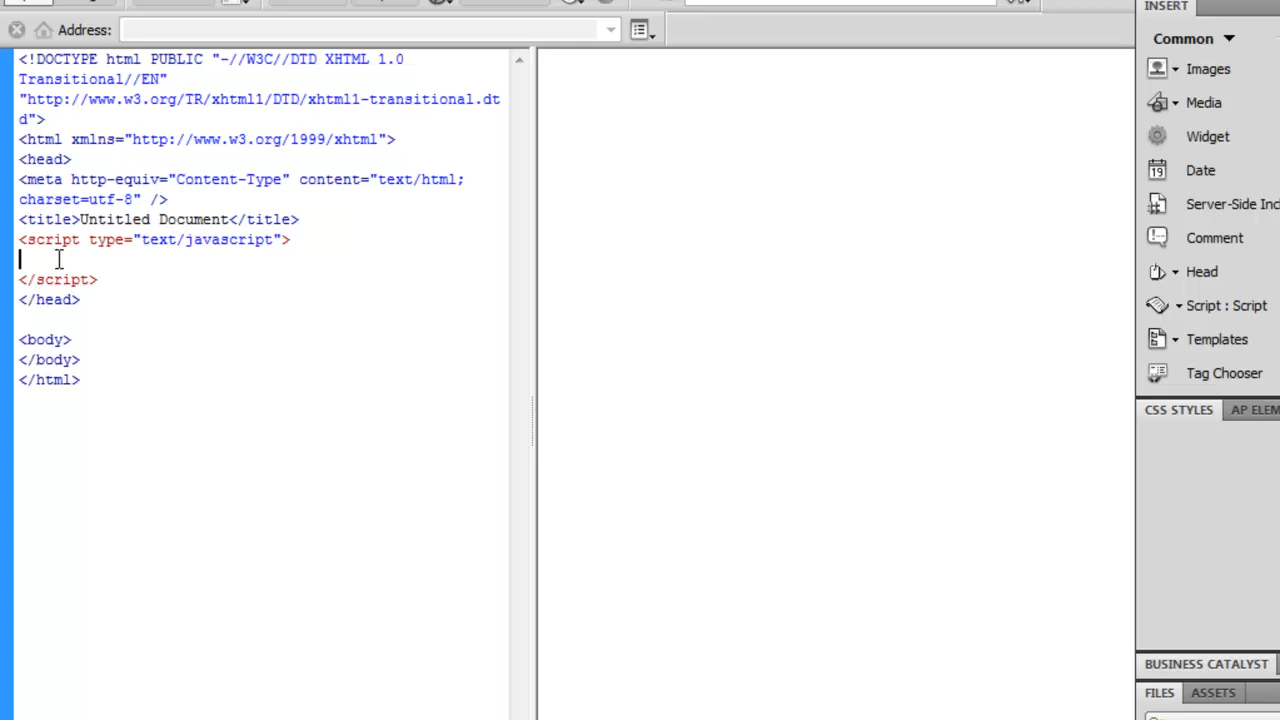 INSERT
Address:
Common
<!DOCTYPE html PUBLIC "-//W3C//DTD XHTML 1.0
Transitional//EN"
"http://www.w3.org/TR/xhtml1/DTD/xhtml1-transitional.dt
d">
<html xmlns="http://www.w3.org/1999/xhtml">
<head>
<meta http-equiv="Content-Type" content="text/html;
charset=utf-8" />
<title>Untitled Document</title>
<script type="text/javascript">
</script>
</head>
<body>
</body>
</html>
Images
Media
Widget
Date
Server-Side Inc
Comment
Head
Script : Script
Templates
Tag Chooser
CSS STYLES AP ELEM
BUSINESS CATALYST
FILES ASSETS